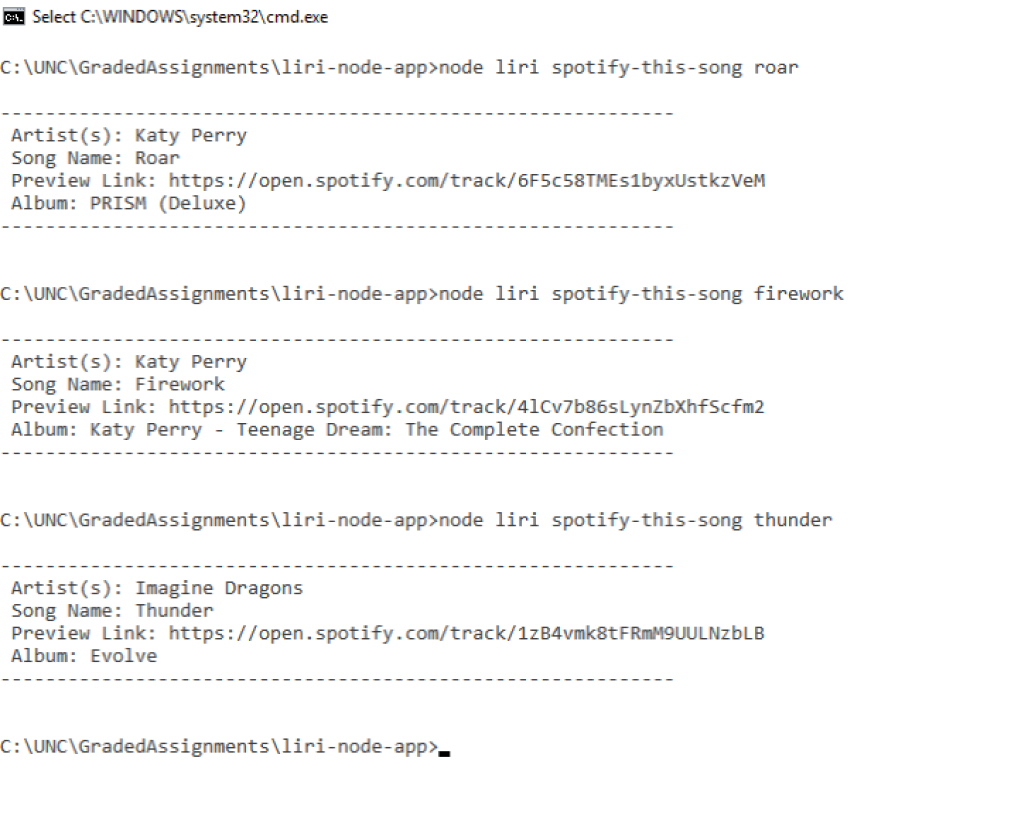 Select C:\WINDOWS\system32\cmd.exe
C:\UNC\GradedAssignments\liri-node-app>node liri spotify-this-song roar
------------------------------------------------------------
Artist(s): Katy Perry
Song Name: Roar
Preview Link: https://open.spotify.com/track/6F5c58TMEs1byxUstkzVeM
Album: PRISM (Deluxe)
------------------------------------------------------------
C:\UNC\GradedAssignments\liri-node-app>node liri spotify-this-song firework
------------------------------------------------------------
Artist(s): Katy Perry
Song Name: Firework
Preview Link: https://open.spotify.com/track/4lCv7b86sLynZbXhfScfm2
Album: Katy Perry - Teenage Dream: The Complete Confection
------------------------------------------------------------
C:\UNC\GradedAssignments\liri-node-app>node liri spotify-this-song thunder
------------------------------------------------------------
Artist(s): Imagine Dragons
Song Name: Thunder
Preview Link: https://open.spotify.com/track/1zB4vmk8tFRmM9UULNzbLB
Album: Evolve
------------------------------------------------------------
C:\UNC\GradedAssignments\liri-node-app>